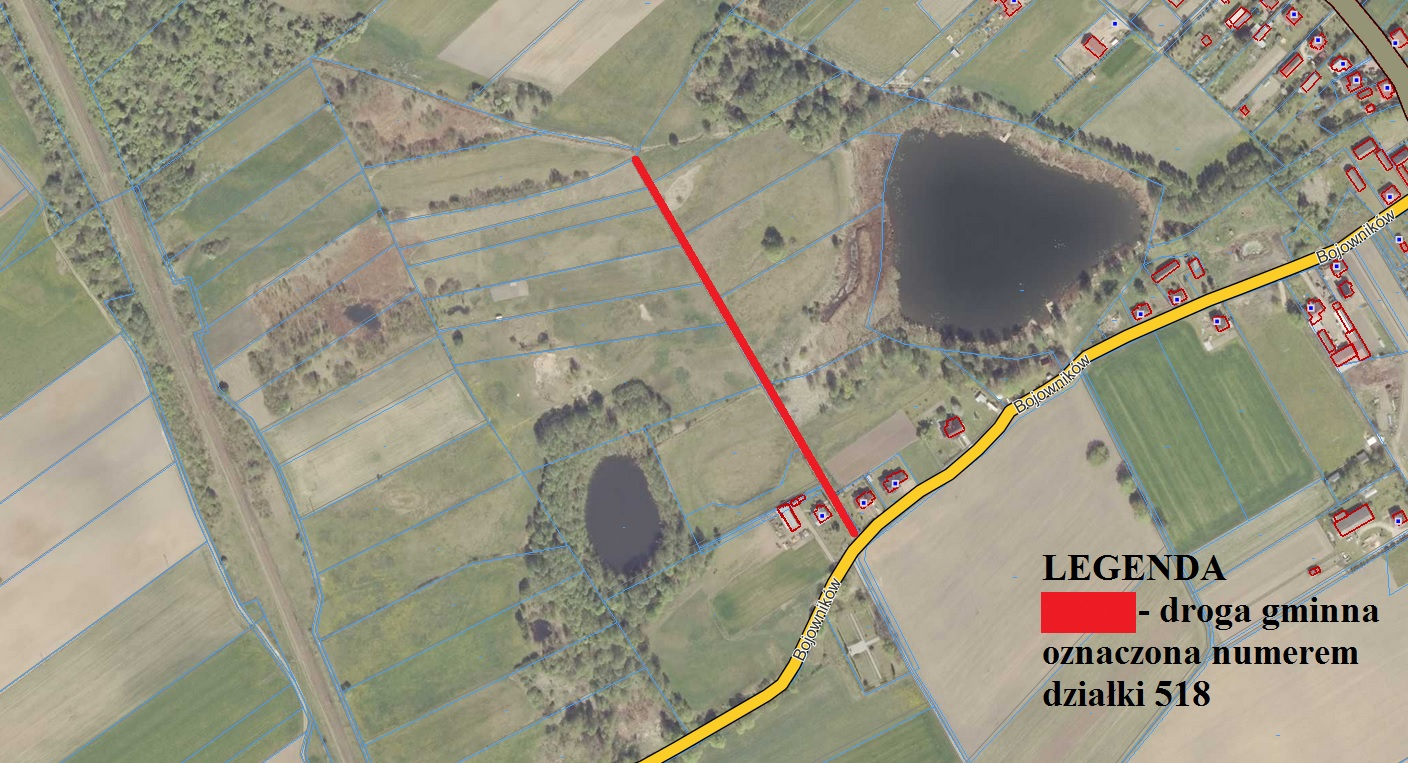 Bojowników
Bojowników
Bojowników
LEGENDA
- droga gminna
oznaczona numerem
działki 518